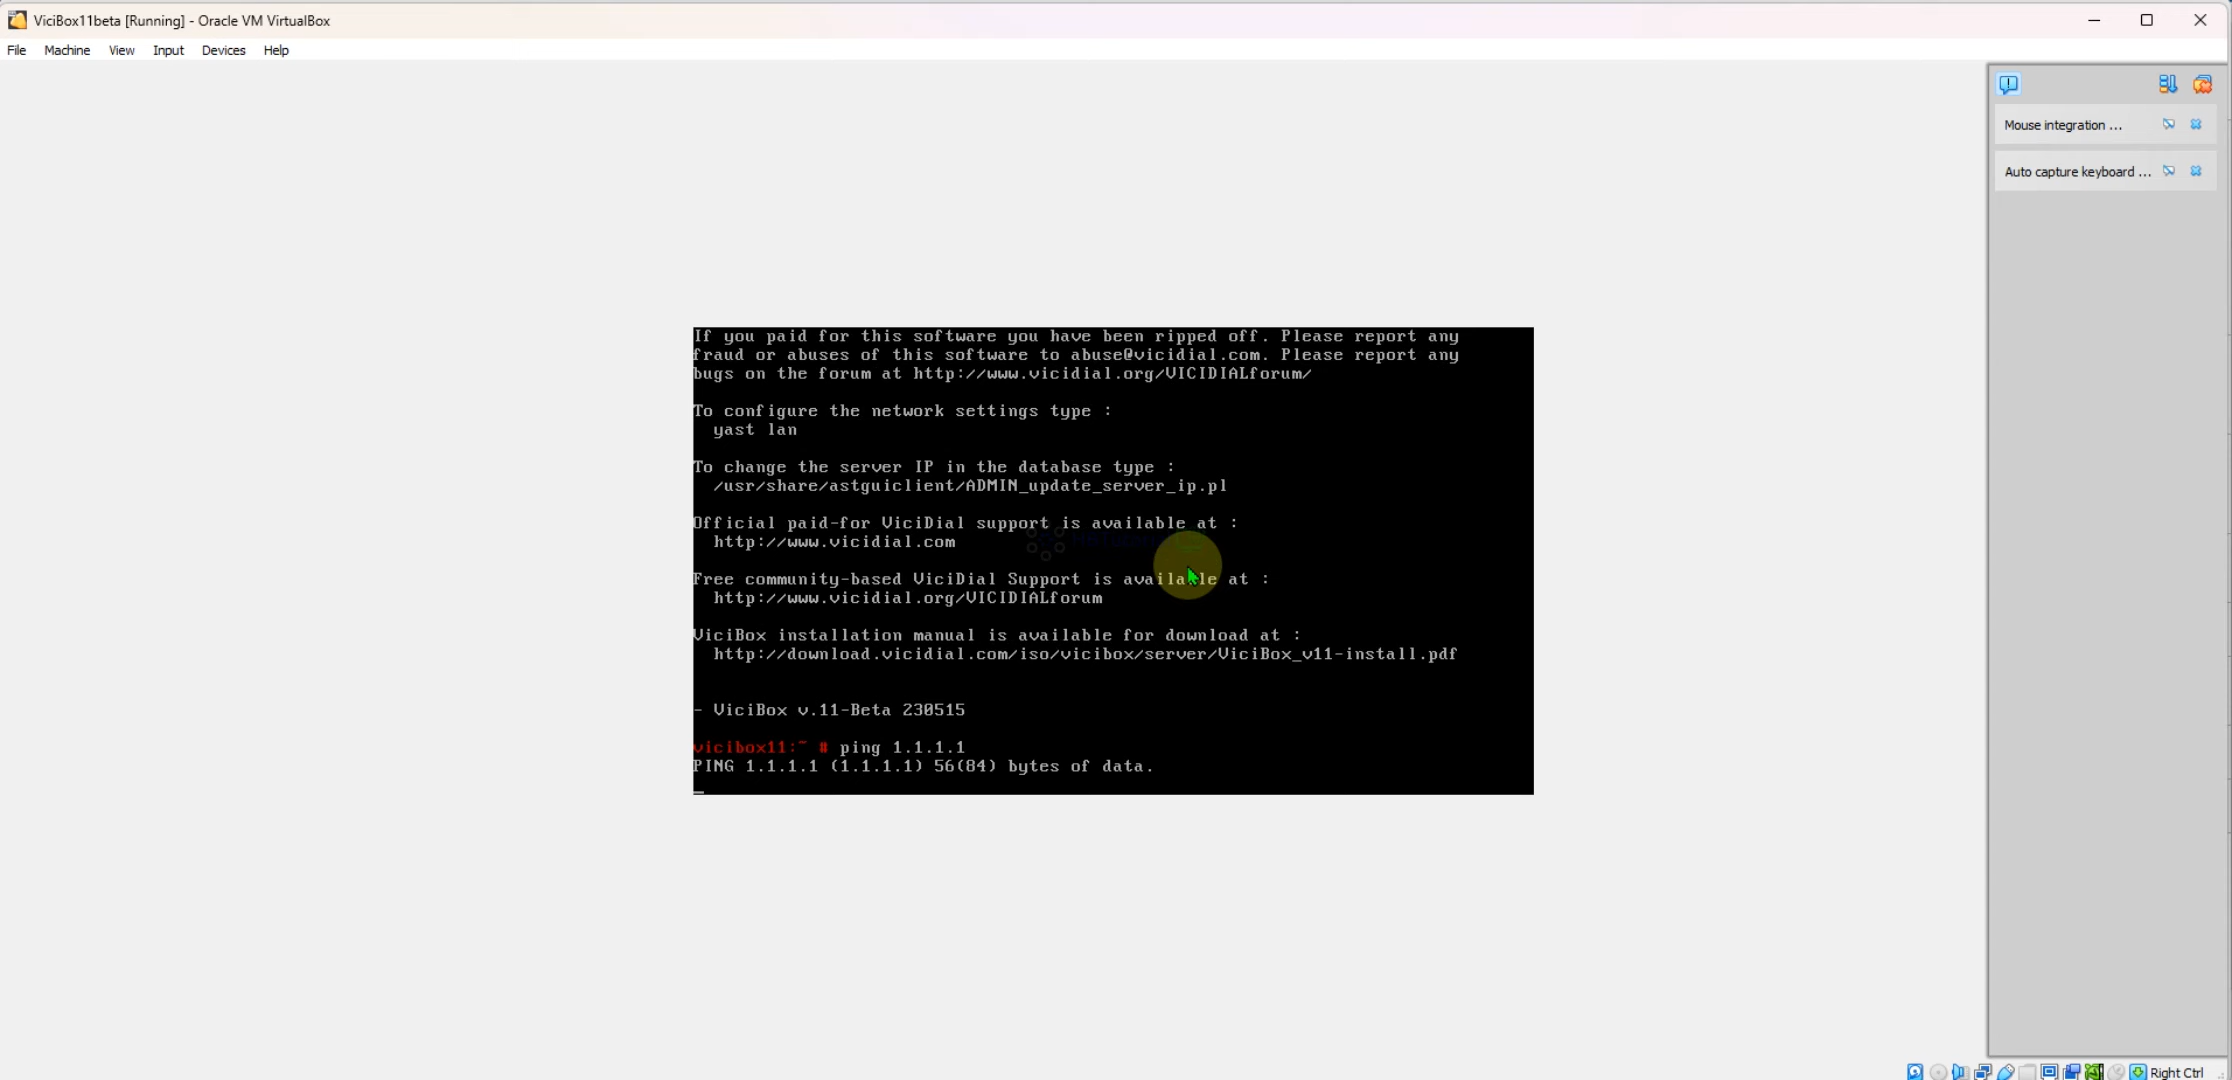 ViciBox11beta [Running] - Oracle VM VirtualBox
File Machine View Input Devices Help
Mouse integration ...
Auto capture keyboard ...
If you paid for this software you have been ripped off. Please report any
fraud or abuses of this software to abuse@vicidial.com. Please report any
bugs on the forum at http://www.vicidial.org/VICIDIALforum/
To configure the network settings type :
yast lan
To change the server IP in the database type :
/usr/share/astguiclient/ADMIN_update_server_ip.pl
Official paid-for ViciDial support is available at :
http://www.vicidial.com
Free community-based ViciDial Support is available at :
http://www.vicidial.org/VICIDIALforum
ViciBox installation manual is available for download at :
http://download.vicidial.com/iso/vicibox/server/ViciBox_v11-install.pdf
- ViciBox v.11-Beta 230515
vicibox11:~ # ping 1.1.1.1
PING 1.1.1.1 (1.1.1.1) 56(84) bytes of data.
Right Ctrl